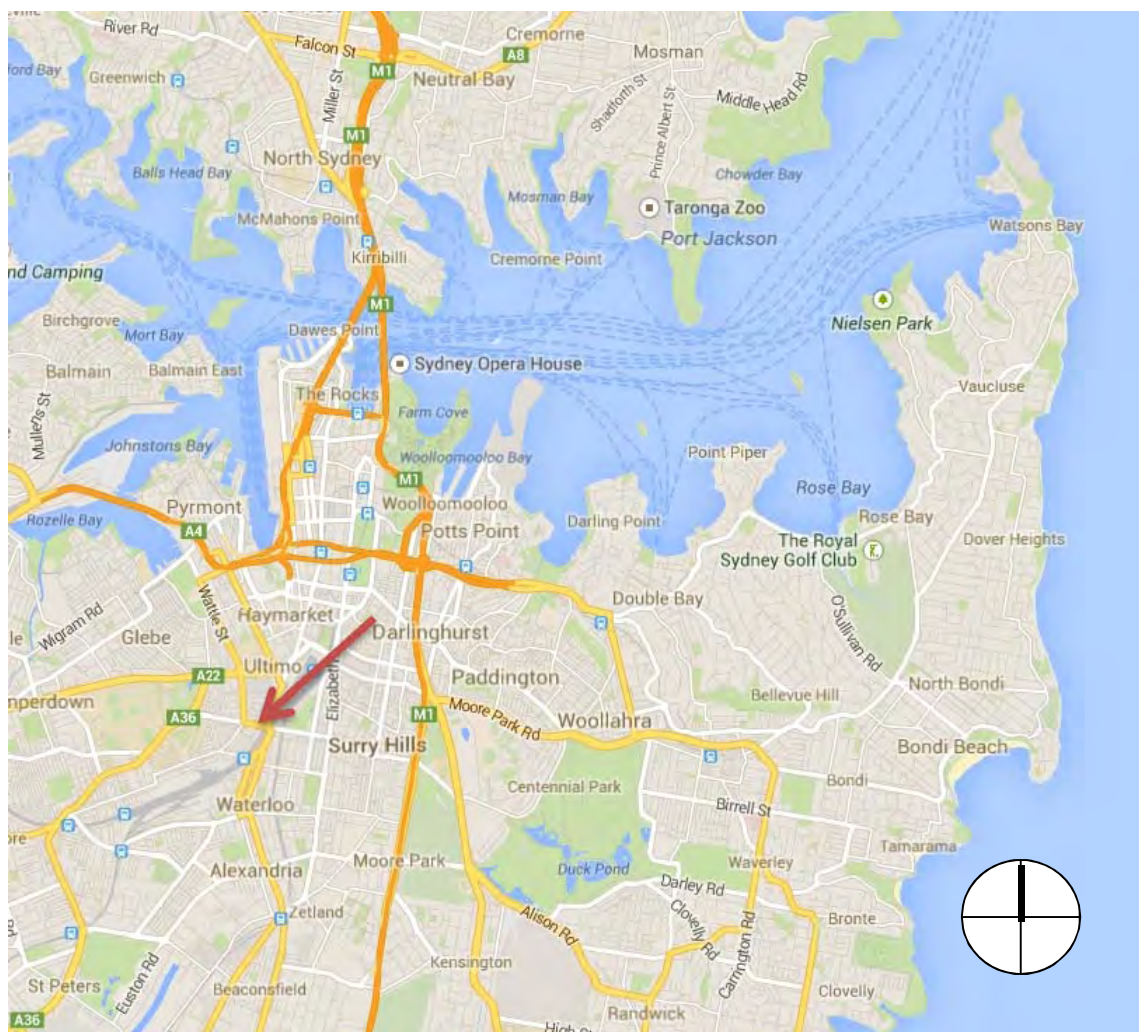 River Rd
Falcon St
Cremorne
A8
Mosman
Greenwich
M1
Neutral Bay
Miller St
Shadforth St
Middle Head Rd
Prince Albert St
M1
North Sydney
Balls Head Bay
Mosman Bay
Chowder Bay
Taronga Zoo
McMahons Point
Port Jackson
Watsons Bay
Kirribilli
Cremorne Point
nd Camping
M1
Birchgrove
Nielsen Park
Mort Bay
Dawes Point
Balmain
Balmain East
Sydney Opera House
Vaucluse
The Rocks
Mullens St
Farm Cove
Johnstons Bay
Woolloomooloo Bay
Point Piper
M1
Rose Bay
Pyrmont
Woolloomooloo
Rozelle Bay
A4
Potts Point
Darling Point
Rose Bay
The Royal
Sydney Golf Club
Dover Heights
Wattle St
Haymarket
Double Bay
Wigram Rd
Glebe
Darlinghurst
O'Sullivan Rd
Ultimo
A22
Elizabeth
Paddington
North Bondi
Bellevue Hill
mperdown
A36
M1
Moore Park Rd
Woollahra
Surry Hills
Bondi Beach
Centennial Park
Bondi
Waterloo
Birrell St
Tamarama
Moore Park
Alexandria
Duck Pond
Waverley
Darley Rd
Zetland
Alison Rd
Clovelly Rd
Carrington Rd
Bronte
Euston Rd
Kensington
St Peters
Beaconsfield
Clovelly
Randwick
A36
High St